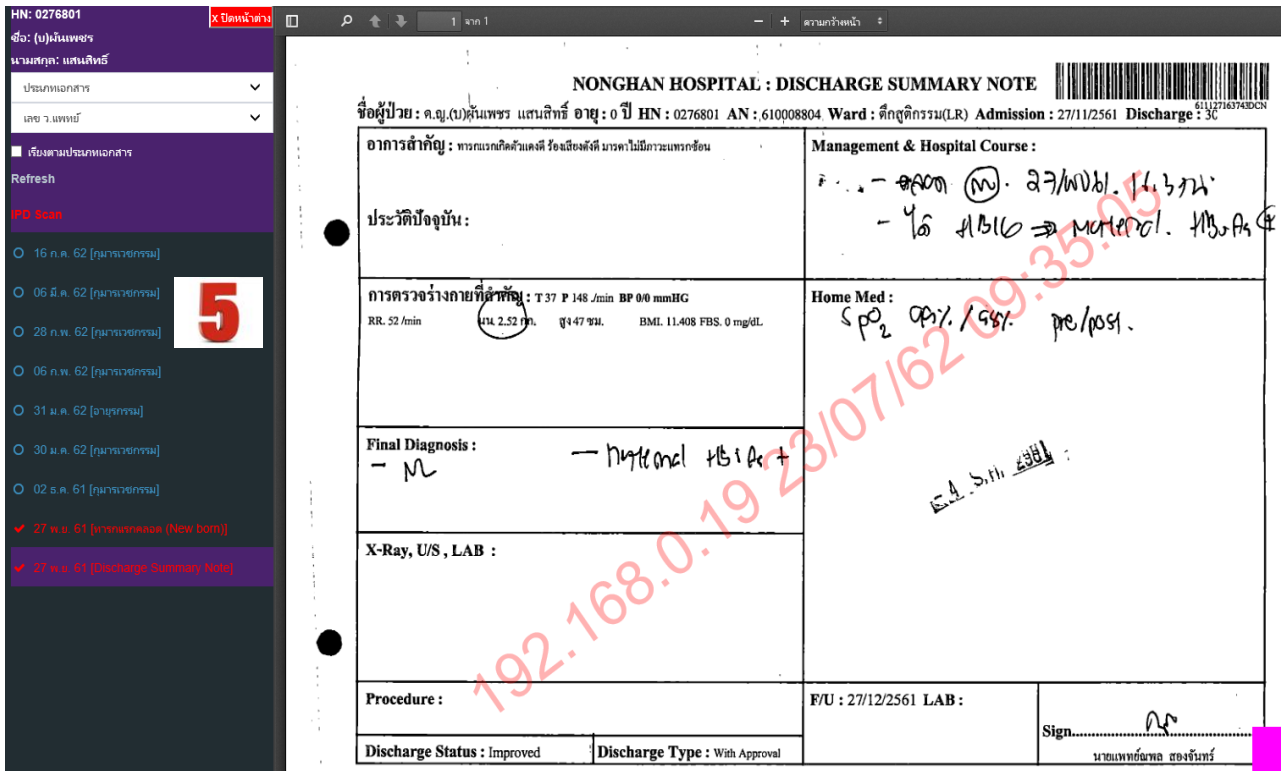 HN: 0276801
X ปิดหน้าต่าง
ชื่อ: (บ)ผันเพชร
นามสกุล: แสนสิทธิ์
ประเภทเอกสาร
เลข ว.แพทย์
เรียงตามประเภทเอกสาร
Refresh
IPD Scan
16 ก.ค. 62 [กุมารเวชกรรม]
06 มี.ค. 62 [กุมารเวชกรรม]
28 ก.พ. 62 [กุมารเวชกรรม]
06 ก.พ. 62 [กุมารเวชกรรม]
31 ม.ค. 62 [อายุรกรรม]
30 ม.ค. 62 [กุมารเวชกรรม]
02 ธ.ค. 61 [กุมารเวชกรรม]
27 พ.ย. 61 [ทารกแรกคลอด (New born)]
27 พ.ย. 61 [Discharge Summary Note]
5
1 จาก 1
ความกว้างหน้า
NONGHAN HOSPITAL : DISCHARGE SUMMARY NOTE
611127163743DCN
ชื่อผู้ป่วย : ด.ญ.(บ)ผันเพชร แสนสิทธิ์ อายุ : 0 ปี HN : 0276801 AN : 610008804 Ward : ตึกสูติกรรม(LR) Admission : 27/11/2561 Discharge :
อาการสำคัญ : ทารกแรกเกิดตัวแดงดี ร้องเสียงดังดี มารดาไม่มีภาวะแทรกซ้อน
ประวัติปัจจุบัน :
Management & Hospital Course :
- ได้ HBIG ⇒ maternal. HBsAg +
การตรวจร่างกายที่สำคัญ : T 37 P 148 /min BP 0/0 mmHG
RR. 52 /min นน. 2.52 กก. สูง 47 ซม. BMI. 11.408 FBS. 0 mg/dL
Home Med :
SpO2 / 98% pre/post.
Final Diagnosis :
- maternal HBsAg +
X-Ray, U/S , LAB :
Procedure :
F/U : 27/12/2561 LAB :
Sign
นายแพทย์ณพล สองจันทร์
Discharge Status : Improved
Discharge Type : With Approval
192.168.0.19 23/07/62 09:35:05